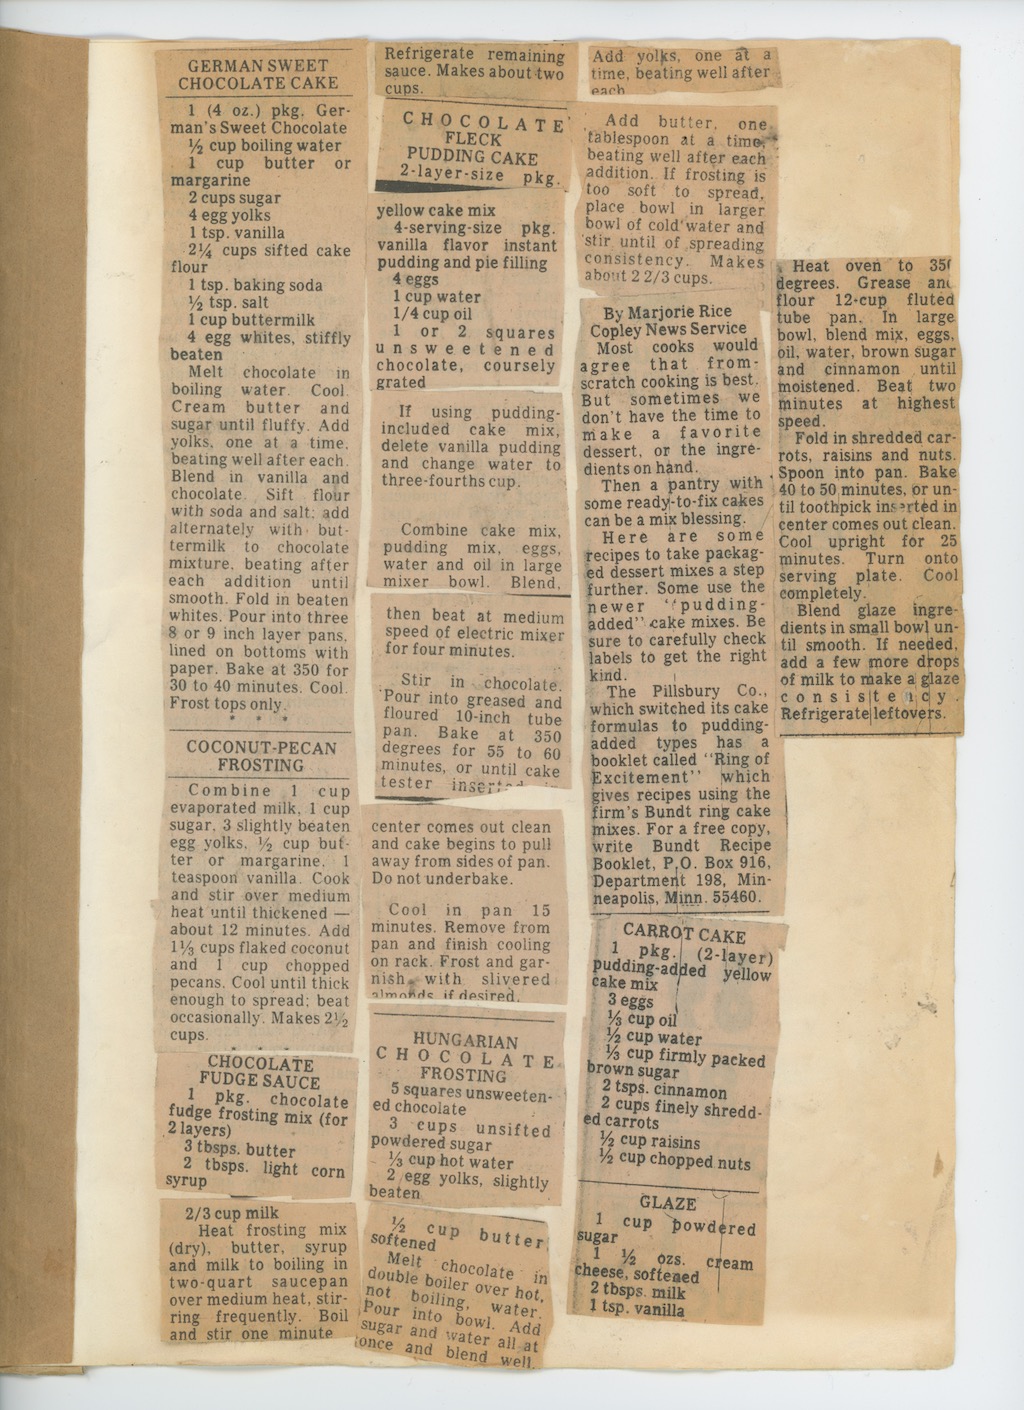 GERMAN SWEET
CHOCOLATE CAKE
1 (4 oz.) pkg. Ger-
man's Sweet Chocolate
½ cup boiling water
1 cup butter or
margarine
2 cups sugar
4 egg yolks
1 tsp. vanilla
2¼ cups sifted cake
flour
1 tsp. baking soda
½ tsp. salt
1 cup buttermilk
4 egg whites, stiffly
beaten
Melt chocolate in
boiling water. Cool.
Cream butter and
sugar until fluffy. Add
yolks, one at a time,
beating well after each.
Blend in vanilla and
chocolate. Sift flour
with soda and salt; add
alternately with but-
termilk to chocolate
mixture, beating after
each addition until
smooth. Fold in beaten
whites. Pour into three
8 or 9 inch layer pans,
lined on bottoms with
paper. Bake at 350 for
30 to 40 minutes. Cool.
Frost tops only.
* * *
COCONUT-PECAN
FROSTING
Combine 1 cup
evaporated milk, 1 cup
sugar, 3 slightly beaten
egg yolks, ½ cup but-
ter or margarine, 1
teaspoon vanilla. Cook
and stir over medium
heat until thickened —
about 12 minutes. Add
1⅓ cups flaked coconut
and 1 cup chopped
pecans. Cool until thick
enough to spread; beat
occasionally. Makes 2½
cups.
CHOCOLATE
FUDGE SAUCE
1 pkg. chocolate
fudge frosting mix (for
2 layers)
3 tbsps. butter
2 tbsps. light corn
syrup
2/3 cup milk
Heat frosting mix
(dry), butter, syrup
and milk to boiling in
two-quart saucepan
over medium heat, stir-
ring frequently. Boil
and stir one minute
Refrigerate remaining
sauce. Makes about two
cups.
CHOCOLATE
FLECK
PUDDING CAKE
2-layer-size pkg.
yellow cake mix
4-serving-size pkg.
vanilla flavor instant
pudding and pie filling
4 eggs
1 cup water
1/4 cup oil
1 or 2 squares
unsweetened
chocolate, coursely
grated
If using pudding-
included cake mix,
delete vanilla pudding
and change water to
three-fourths cup.
Combine cake mix,
pudding mix, eggs,
water and oil in large
mixer bowl. Blend,
then beat at medium
speed of electric mixer
for four minutes.
Stir in chocolate.
Pour into greased and
floured 10-inch tube
pan. Bake at 350
degrees for 55 to 60
minutes, or until cake
tester inserted in
center comes out clean
and cake begins to pull
away from sides of pan.
Do not underbake.
Cool in pan 15
minutes. Remove from
pan and finish cooling
on rack. Frost and gar-
nish with slivered
almonds, if desired.
HUNGARIAN
CHOCOLATE
FROSTING
5 squares unsweeten-
ed chocolate
3 cups unsifted
powdered sugar
⅓ cup hot water
2 egg yolks, slightly
beaten
½ cup butter,
softened
Melt chocolate in
double boiler over hot,
not boiling, water.
Pour into bowl. Add
sugar and water all at
once and blend well.
Add yolks, one at a
time, beating well after
each.
Add butter, one
tablespoon at a time,
beating well after each
addition. If frosting is
too soft to spread,
place bowl in larger
bowl of cold water and
stir until of spreading
consistency. Makes
about 2 2/3 cups.
By Marjorie Rice
Copley News Service
Most cooks would
agree that from-
scratch cooking is best.
But sometimes we
don't have the time to
make a favorite
dessert, or the ingre-
dients on hand.
Then a pantry with
some ready-to-fix cakes
can be a mix blessing.
Here are some
recipes to take packag-
ed dessert mixes a step
further. Some use the
newer "pudding-
added" cake mixes. Be
sure to carefully check
labels to get the right
kind.
The Pillsbury Co.,
which switched its cake
formulas to pudding-
added types has a
booklet called "Ring of
Excitement" which
gives recipes using the
firm's Bundt ring cake
mixes. For a free copy,
write Bundt Recipe
Booklet, P.O. Box 916,
Department 198, Min-
neapolis, Minn. 55460.
CARROT CAKE
1 pkg. (2-layer)
pudding-added yellow
cake mix
3 eggs
⅓ cup oil
½ cup water
⅓ cup firmly packed
brown sugar
2 tsps. cinnamon
2 cups finely shredd-
ed carrots
½ cup raisins
½ cup chopped nuts
GLAZE
1 cup powdered
sugar
1 ½ ozs. cream
cheese, softened
2 tbsps. milk
1 tsp. vanilla
Heat oven to 350
degrees. Grease and
flour 12-cup fluted
tube pan. In large
bowl, blend mix, eggs,
oil, water, brown sugar
and cinnamon until
moistened. Beat two
minutes at highest
speed.
Fold in shredded car-
rots, raisins and nuts.
Spoon into pan. Bake
40 to 50 minutes, or un-
til toothpick inserted in
center comes out clean.
Cool upright for 25
minutes. Turn onto
serving plate. Cool
completely.
Blend glaze ingre-
dients in small bowl un-
til smooth. If needed,
add a few more drops
of milk to make a glaze
consistency.
Refrigerate leftovers.